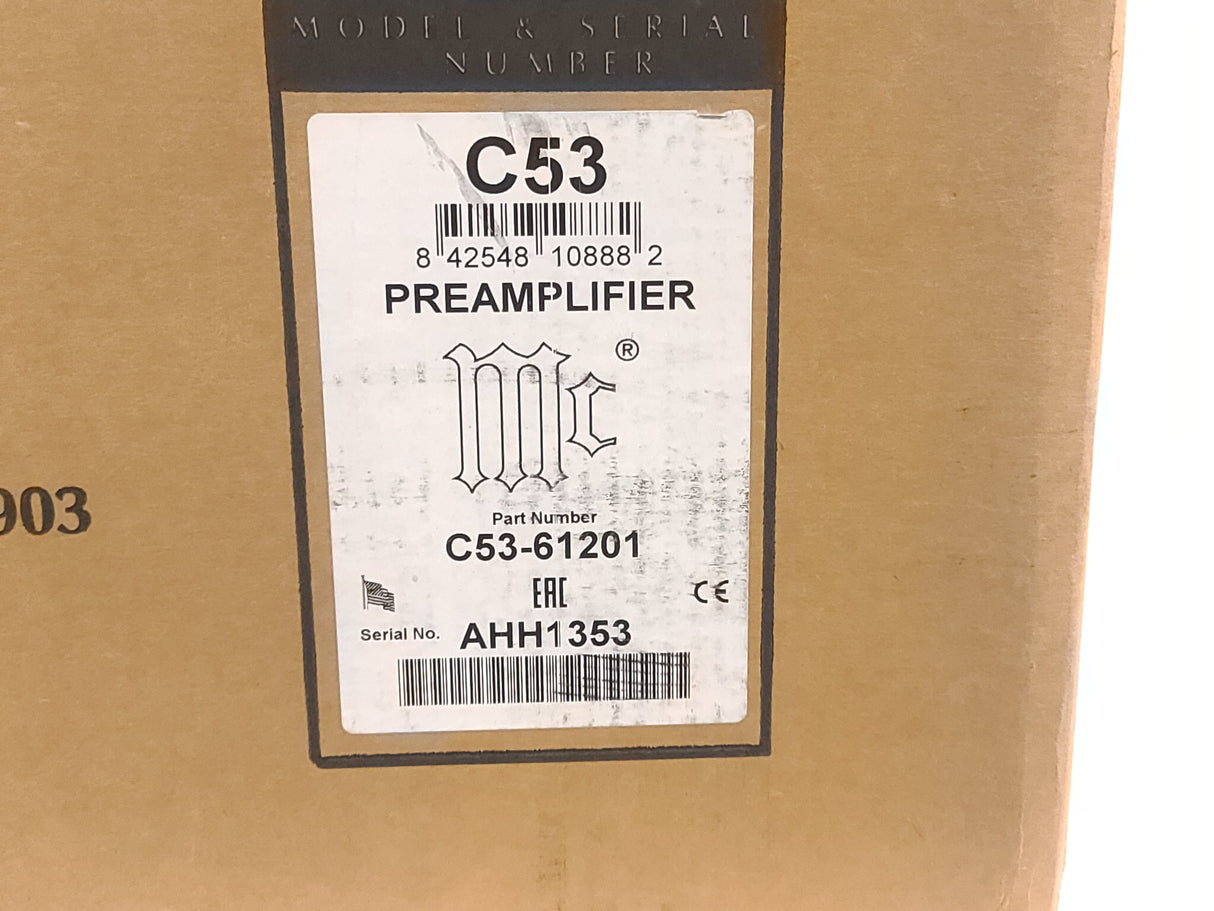 MODEL & SERIAL
NUMBER
C53
8 42548 10888 2
PREAMPLIFIER
Mc ®
Part Number
C53-61201
EAC CE
Serial No. AHH1353
903